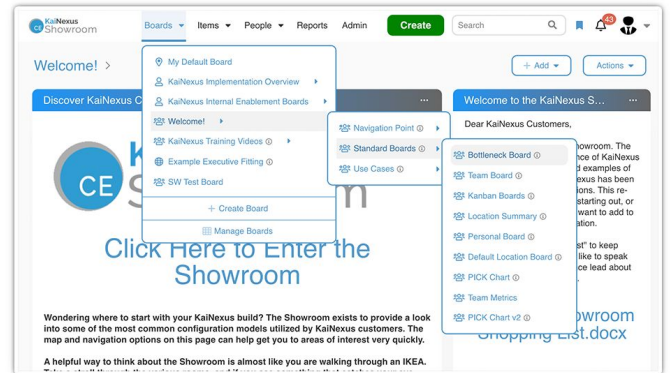 KaiNexus
Showroom
Boards
Items
People
Reports
Admin
Create
Search
43
Welcome! >
+ Add
Actions
Discover KaiNexus C
...
Welcome to the KaiNexus S...
...
My Default Board
KaiNexus Implementation Overview
KaiNexus Internal Enablement Boards
Welcome!
KaiNexus Training Videos
Example Executive Fitting
SW Test Board
+ Create Board
Manage Boards
Navigation Point
Standard Boards
Use Cases
Bottleneck Board
Team Board
Kanban Boards
Location Summary
Personal Board
Default Location Board
PICK Chart
Team Metrics
PICK Chart v2
CE
K
S
m
Click Here to Enter the
Showroom
Wondering where to start with your KaiNexus build? The Showroom exists to provide a look
into some of the most common configuration models utilized by KaiNexus customers. The
map and navigation options on this page can help get you to areas of interest very quickly.
A helpful way to think about the Showroom is almost like you are walking through an IKEA.
Dear KaiNexus Customers,
owroom. The
nce of KaiNexus
d examples of
exus has been
ions. This re-
starting out, or
want to add to
ation.
st" to keep
like to speak
ce lead about
owroom
Shopping List.docx